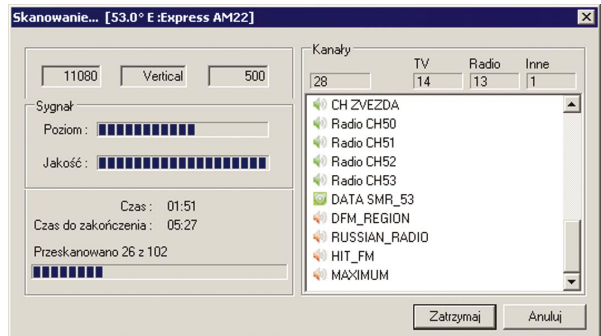 Skanowanie... [53.0° E :Express AM22]
11080 Vertical 500
Sygnał
Poziom :
Jakość :
Czas : 01:51
Czas do zakończenia : 05:27
Przeskanowano 26 z 102
Kanały
TV Radio Inne
28 14 13 1
CH ZVEZDA
Radio CH50
Radio CH51
Radio CH52
Radio CH53
DATA SMR_53
DFM_REGION
RUSSIAN_RADIO
HIT_FM
MAXIMUM
Zatrzymaj Anuluj